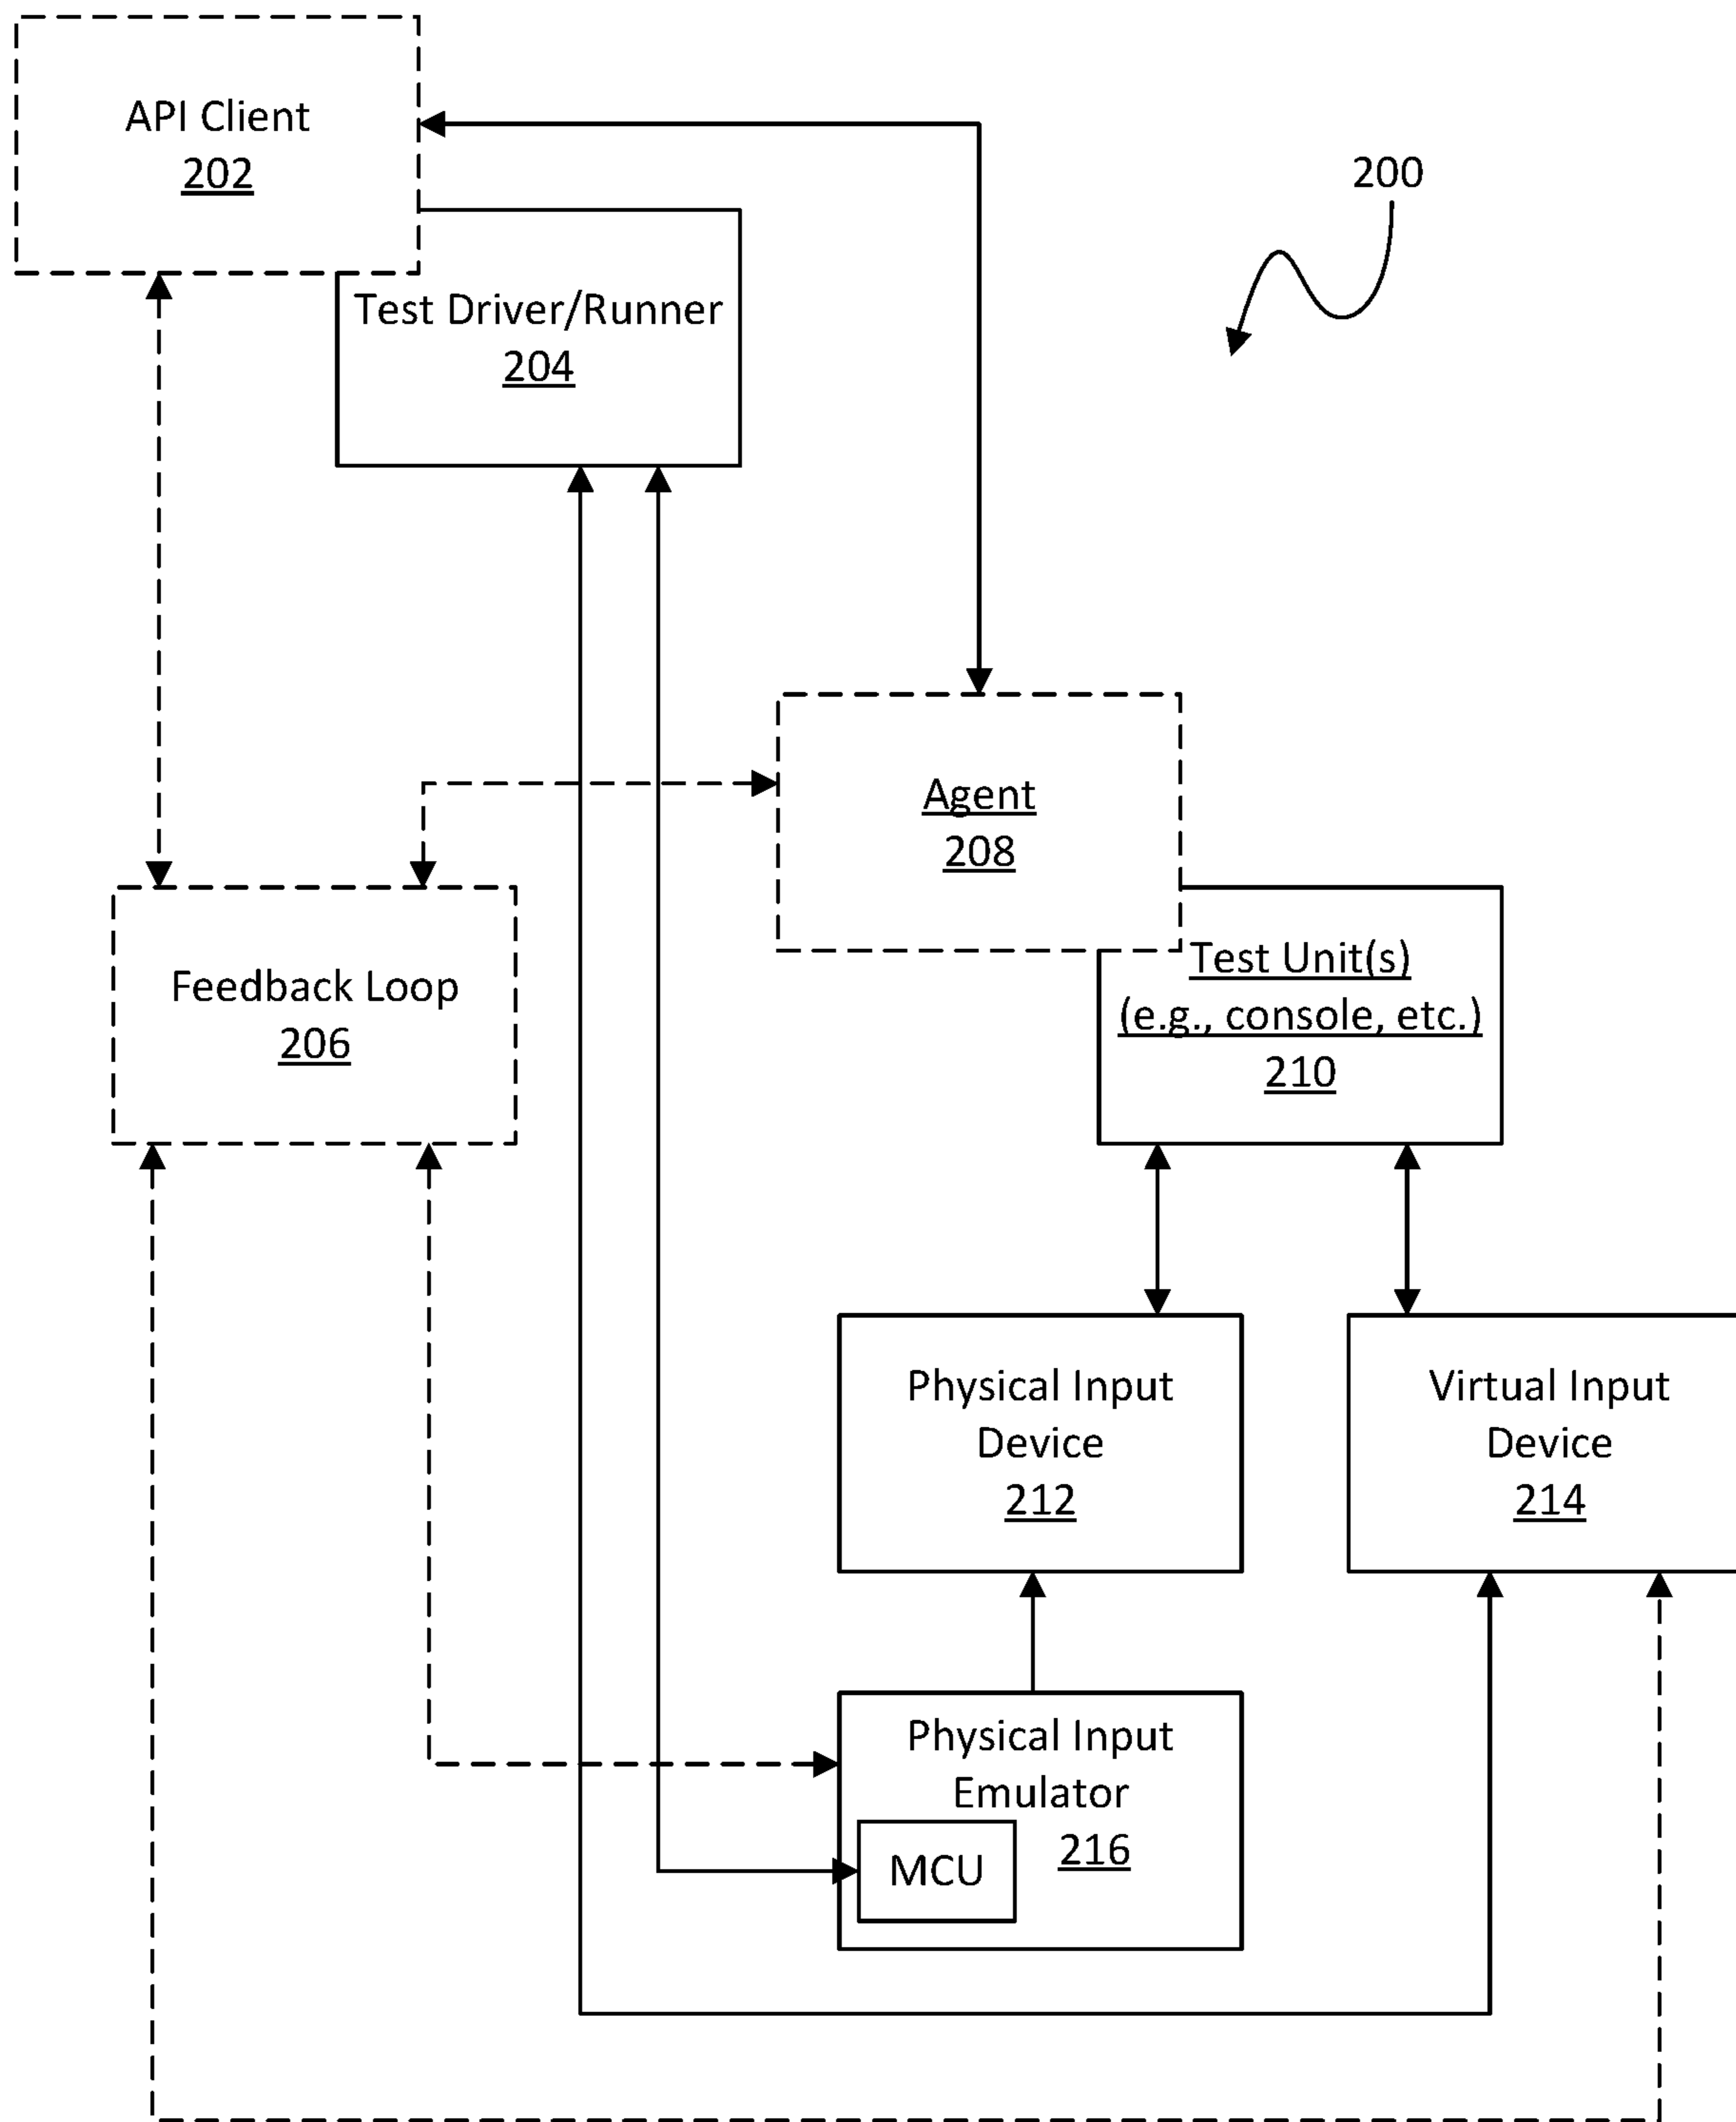 API Client
202
200
Test Driver/Runner
204
Agent
208
Feedback Loop
206
Test Unit(s)
(e.g., console, etc.)
210
Physical Input
Device
212
Virtual Input
Device
214
Physical Input
Emulator
216
MCU